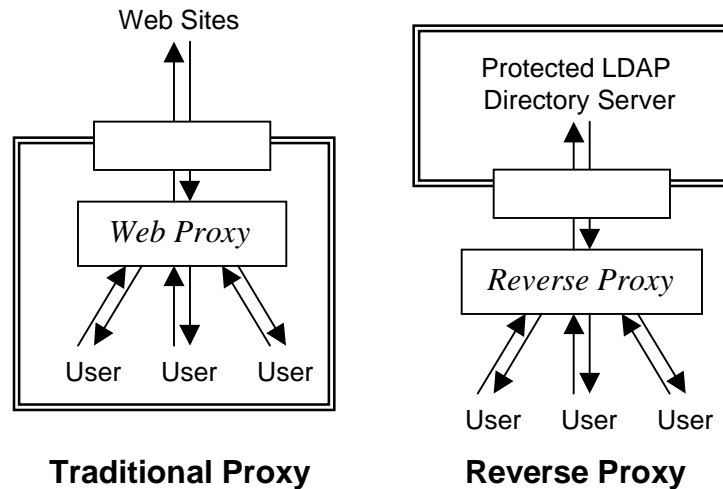 Web Sites
Web Proxy
User User User
Traditional Proxy
Protected LDAP
Directory Server
Reverse Proxy
User User User
Reverse Proxy